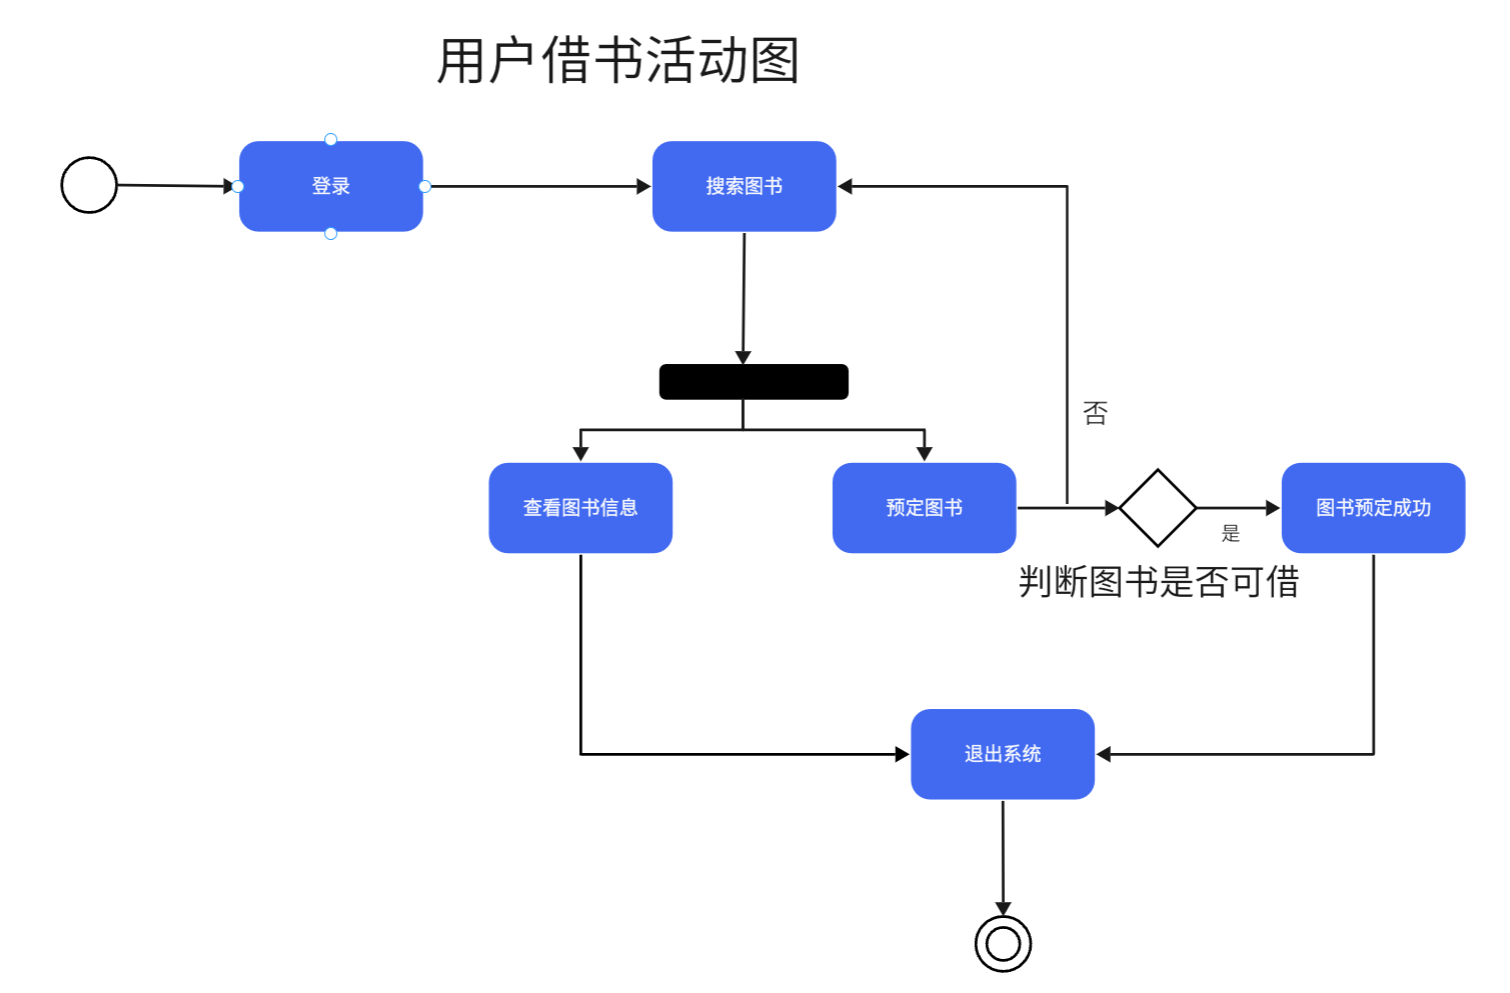 用户借书活动图
登录
搜索图书
否
查看图书信息
预定图书
是
图书预定成功
判断图书是否可借
退出系统